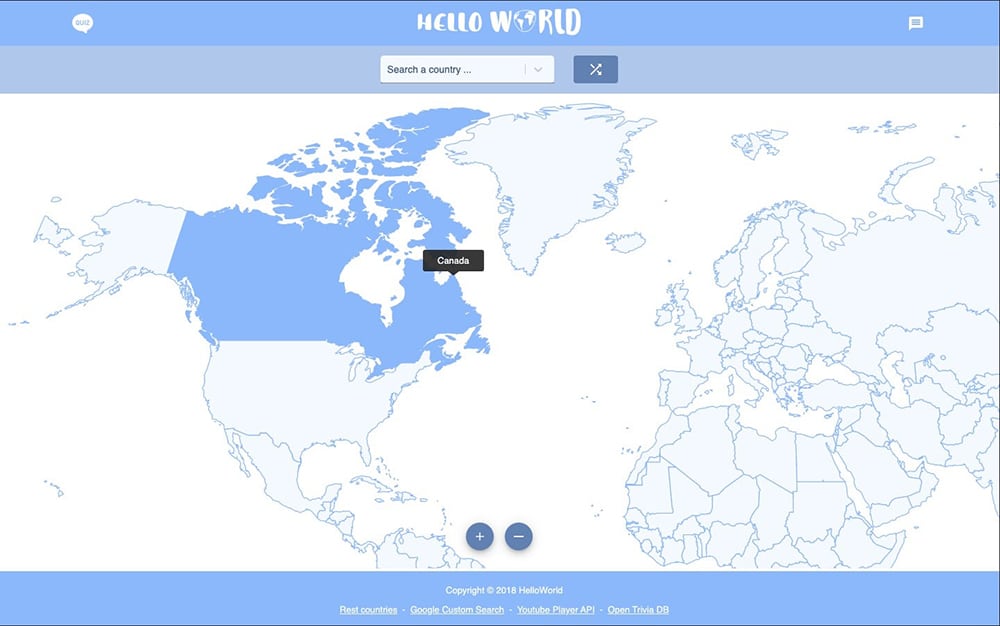 QUIZ
HELLO WORLD
Search a country ...
Canada
Copyright © 2018 HelloWorld
Rest countries - Google Custom Search - Youtube Player API - Open Trivia DB